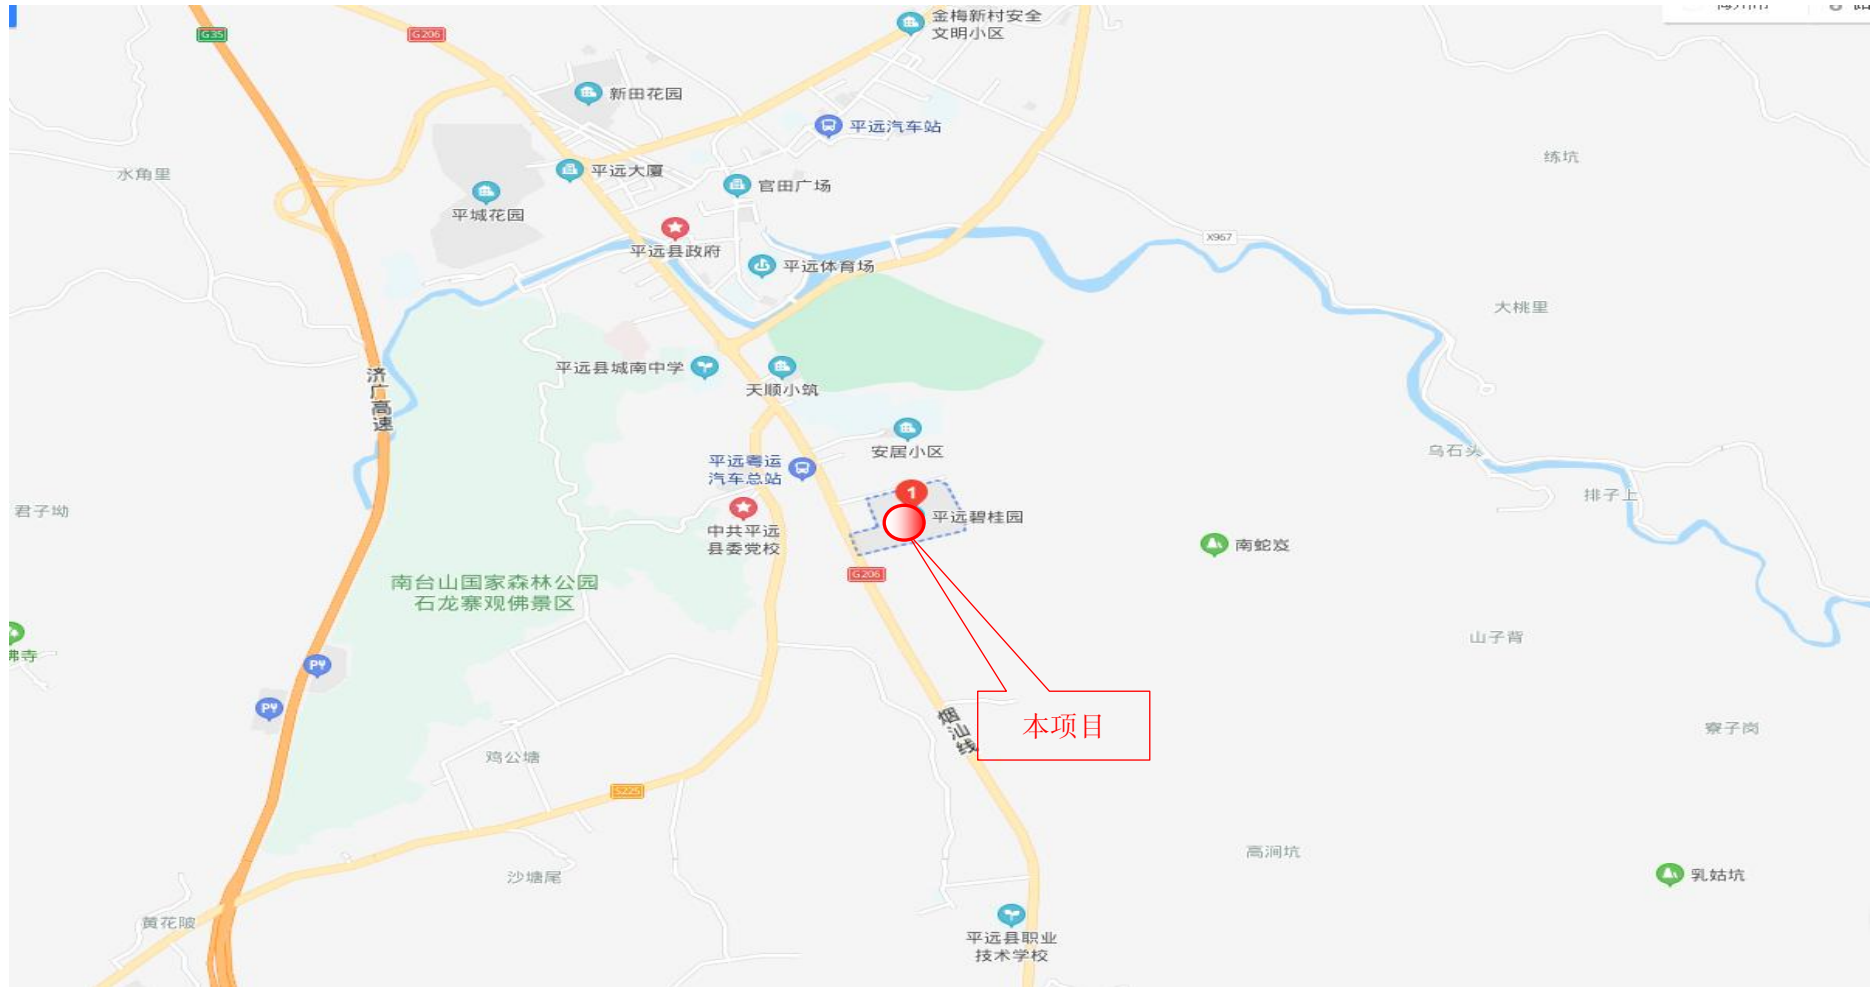 G35
G206
金梅新村安全
文明小区
新田花园
平远汽车站
水角里
平远大厦
官田广场
练坑
平城花园
平远县政府
X967
平远体育场
大桃里
平远县城南中学
天顺小筑
济广高速
安居小区
乌石头
平远粤运
汽车总站
1
排子上
君子坳
中共平远
县委党校
平远碧桂园
南蛇岌
G206
南台山国家森林公园
石龙寨观佛景区
山子背
佛寺
P
P
烟汕线
本项目
寮子岗
鸡公塘
S225
高涧坑
沙塘尾
乳姑坑
黄花陂
平远县职业
技术学校